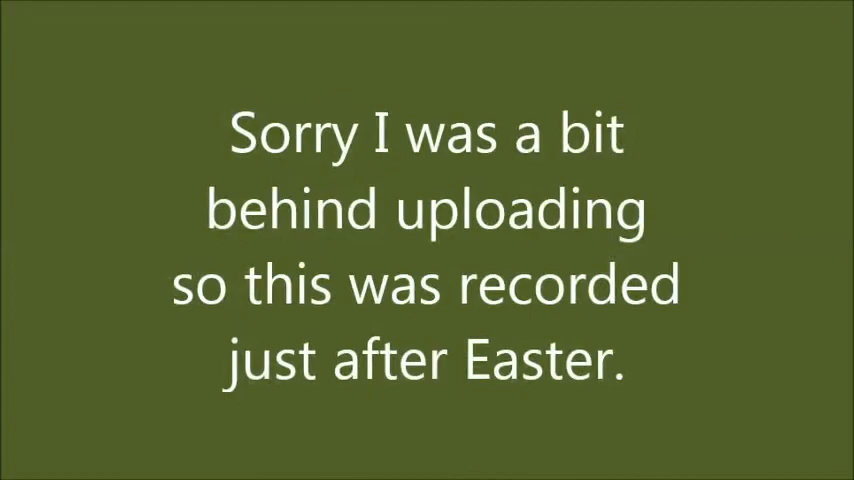 Sorry I was a bit
behind uploading
so this was recorded
just after Easter.